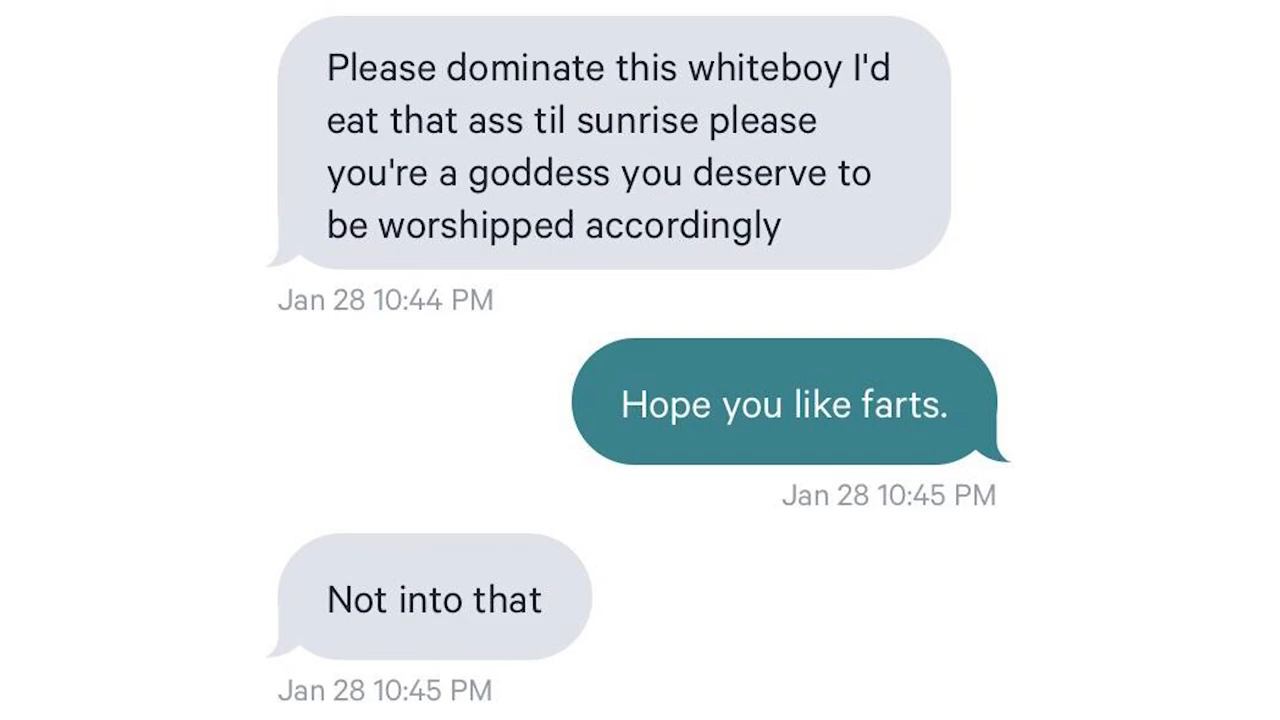 Please dominate this whiteboy I'd
eat that ass til sunrise please
you're a goddess you deserve to
be worshipped accordingly
Jan 28 10:44 PM
Hope you like farts.
Jan 28 10:45 PM
Not into that
Jan 28 10:45 PM